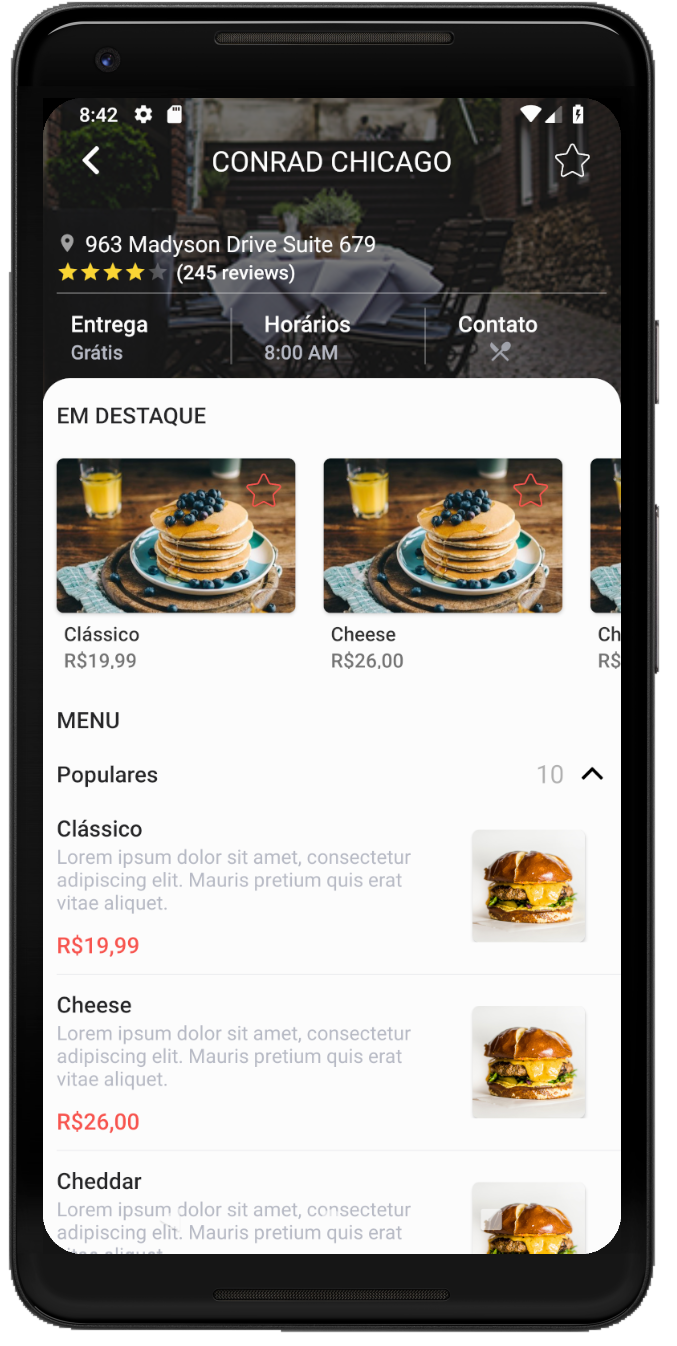 8:42
CONRAD CHICAGO
963 Madyson Drive Suite 679
(245 reviews)
Entrega Horários Contato
Grátis 8:00 AM
EM DESTAQUE
Clássico Cheese Ch
R$19,99 R$26,00 R$
MENU
Populares 10
Clássico
Lorem ipsum dolor sit amet, consectetur
adipiscing elit. Mauris pretium quis erat
vitae aliquet.
R$19,99
Cheese
Lorem ipsum dolor sit amet, consectetur
adipiscing elit. Mauris pretium quis erat
vitae aliquet.
R$26,00
Cheddar
Lorem ipsum dolor sit amet, consectetur
adipiscing elit. Mauris pretium quis erat